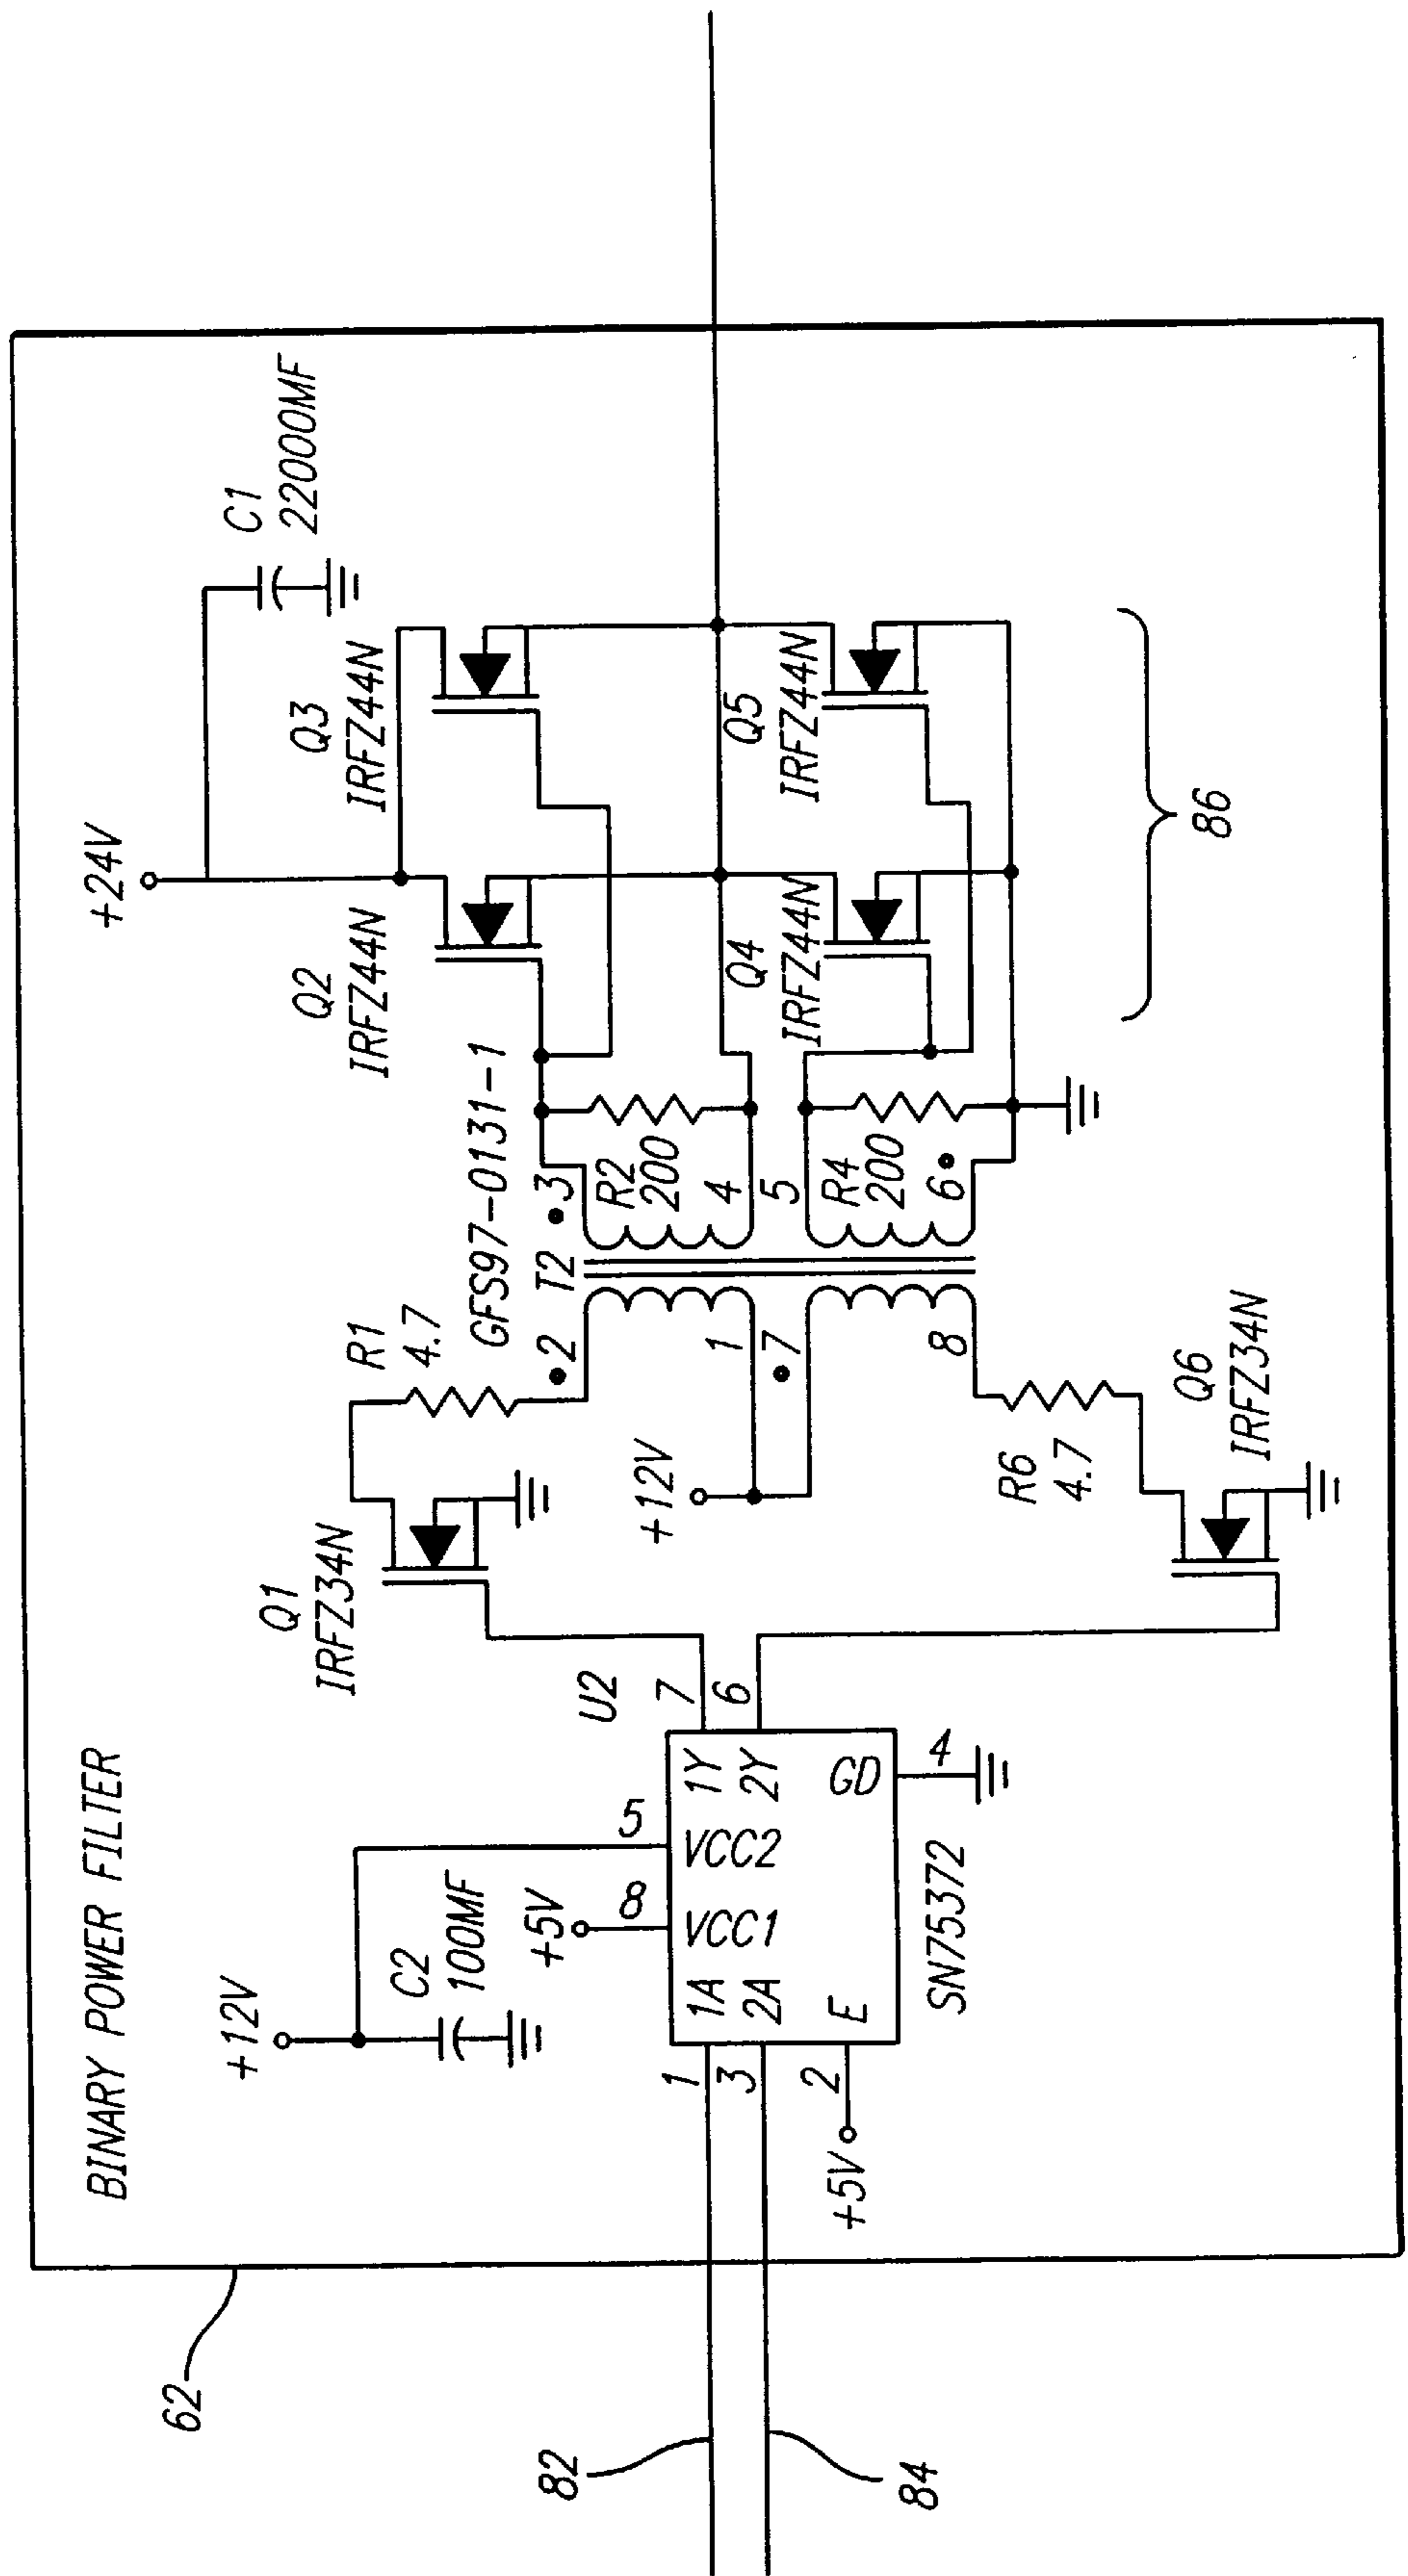 BINARY POWER FILTER
62
82
84
+12V
C2
100MF
+5V
8
5
VCC1
VCC2
1
3
2
1A
2A
E
+5V
1Y
2Y
GD
7
6
4
U2
SN75372
Q1
IRFZ34N
R1
4.7
+12V
R6
4.7
Q6
IRFZ34N
GFS97-0131-1
T2
2
1
7
8
3
4
5
6
R2
200
R4
200
+24V
C1
22000MF
Q2
IRFZ44N
Q3
IRFZ44N
Q4
IRFZ44N
Q5
IRFZ44N
86